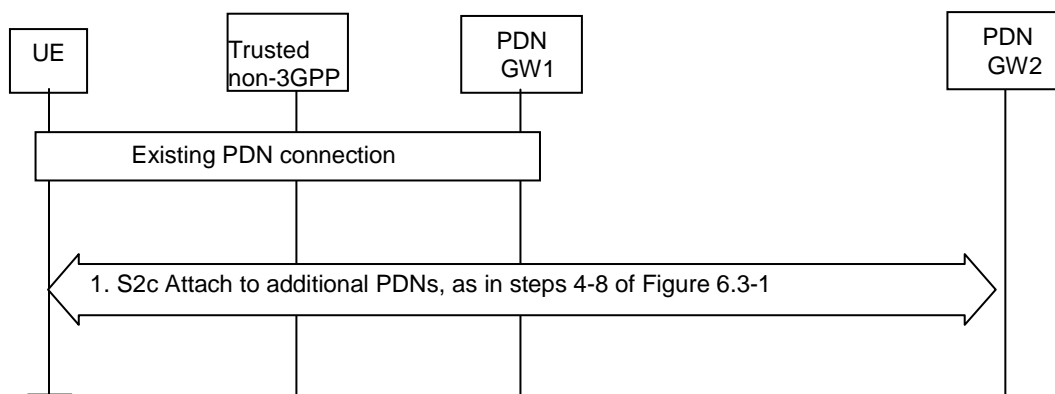 UE
Trusted
non-3GPP
PDN
GW1
PDN
GW2
Existing PDN connection
1. S2c Attach to additional PDNs, as in steps 4-8 of Figure 6.3-1